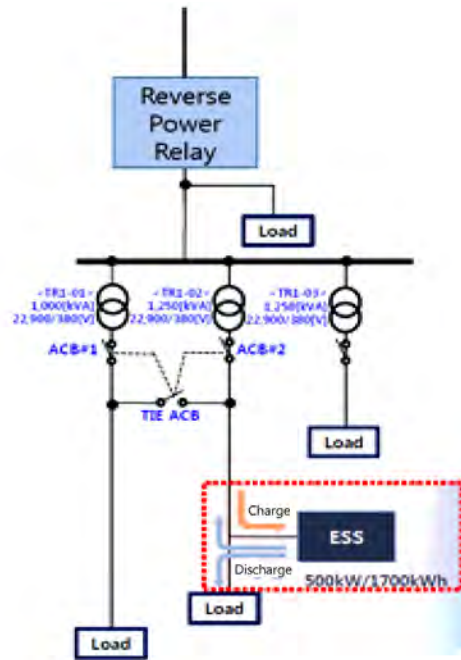 Reverse
Power
Relay
Load
<TR1-01>
1,000[kVA]
22,900/380[V]
<TR1-02>
1,250[kVA]
22,900/380[V]
<TR1-03>
1,250[kVA]
22,900/380[V]
ACB#1
ACB#2
TIE ACB
Load
Charge
ESS
Discharge
500kW/1700kWh
Load
Load